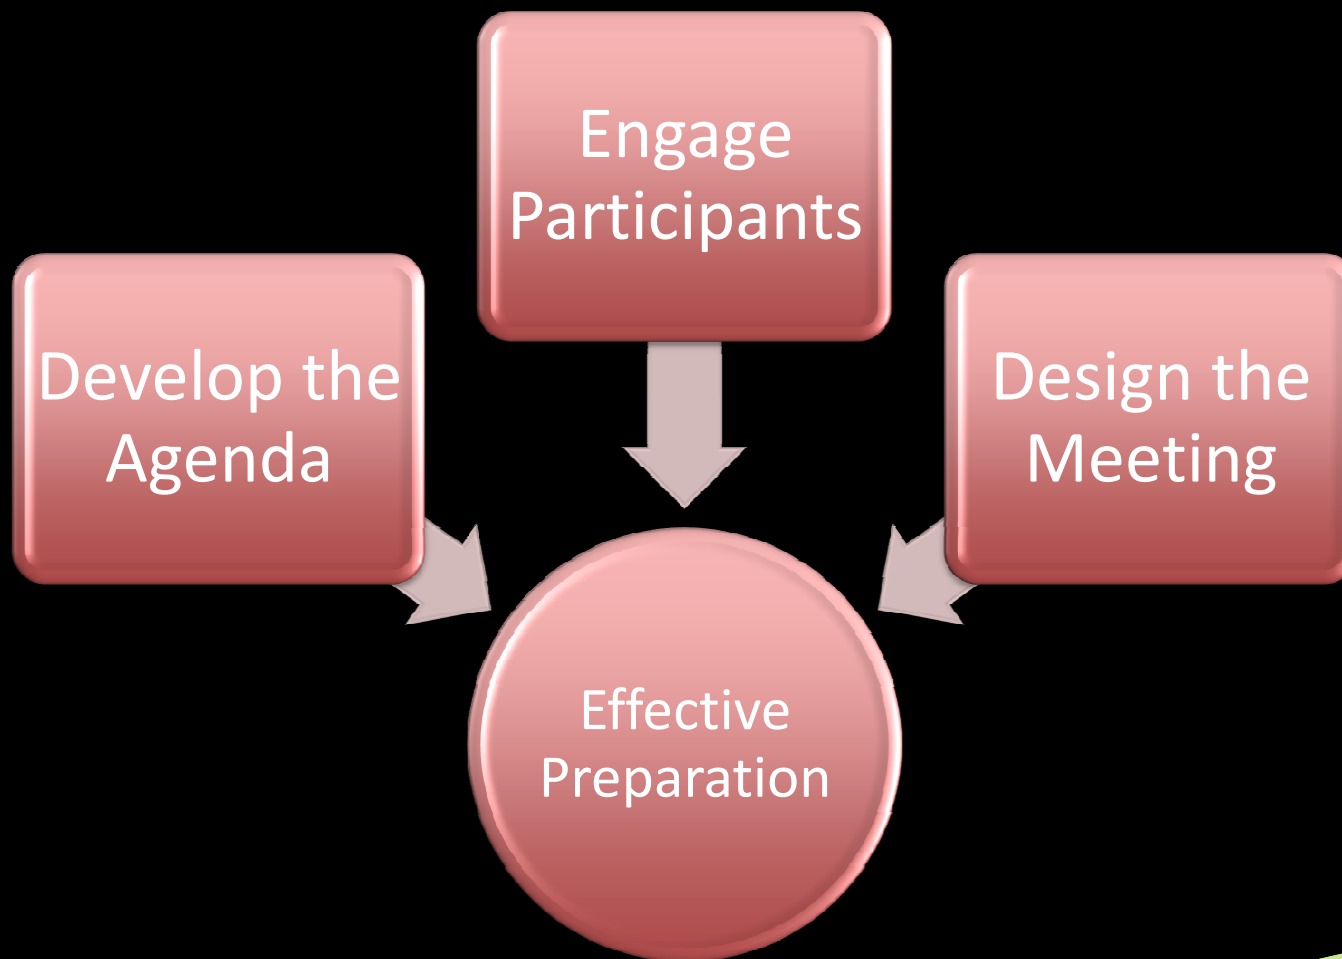 Engage
Participants
Develop the
Agenda
Design the
Meeting
Effective
Preparation